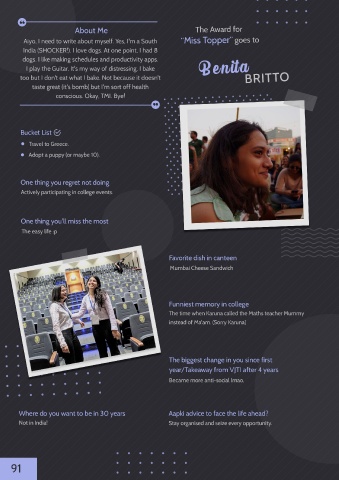 About Me
Aiyo. I need to write about myself. Yes, I'm a South
India (SHOCKER!). I love dogs. At one point, I had 8
dogs. I like making schedules and productivity apps.
I play the Guitar. It's my way of distressing. I bake
too but I don't eat what I bake. Not because it doesn't
taste great (it's bomb) but I'm sort off health
conscious. Okay, TMI. Bye!
The Award for
"Miss Topper" goes to
Benita
BRITTO
Bucket List
Travel to Greece.
Adopt a puppy (or maybe 10).
One thing you regret not doing
Actively participating in college events
One thing you'll miss the most
The easy life :p
Favorite dish in canteen
Mumbai Cheese Sandwich
Funniest memory in college
The time when Karuna called the Maths teacher Mummy
instead of Ma'am. (Sorry Karuna)
The biggest change in you since first
year/Takeaway from VJTI after 4 years
Became more anti-social lmao.
Where do you want to be in 30 years
Not in India!
Aapki advice to face the life ahead?
Stay organised and seize every opportunity.
91